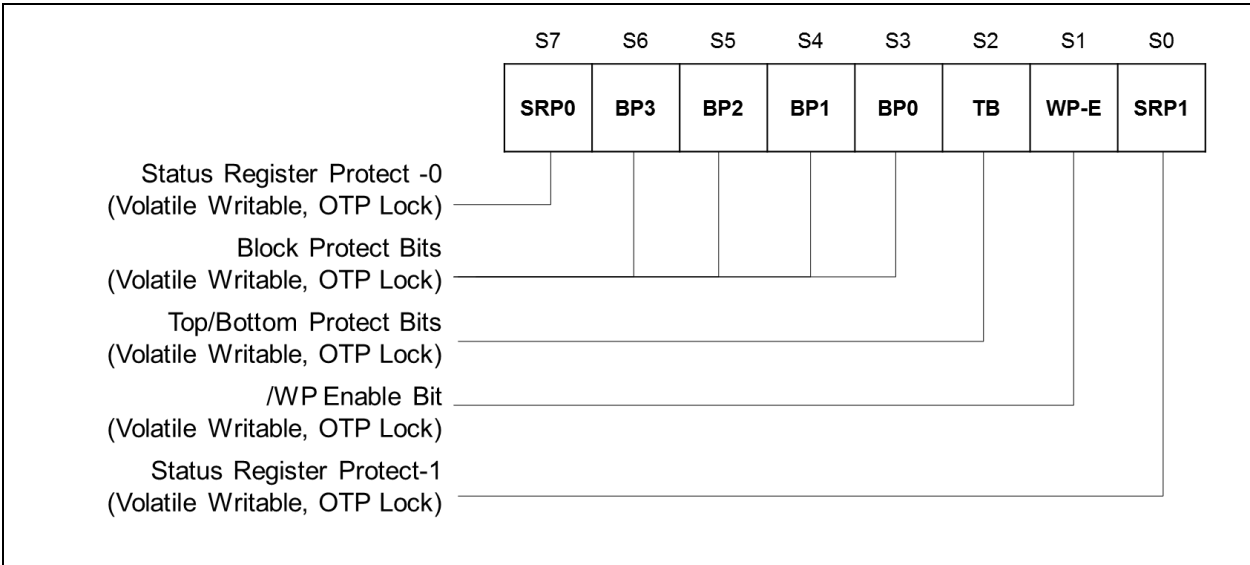 S7 S6 S5 S4 S3 S2 S1 S0
SRP0 BP3 BP2 BP1 BP0 TB WP-E SRP1
Status Register Protect -0
(Volatile Writable, OTP Lock)
Block Protect Bits
(Volatile Writable, OTP Lock)
Top/Bottom Protect Bits
(Volatile Writable, OTP Lock)
/WP Enable Bit
(Volatile Writable, OTP Lock)
Status Register Protect-1
(Volatile Writable, OTP Lock)